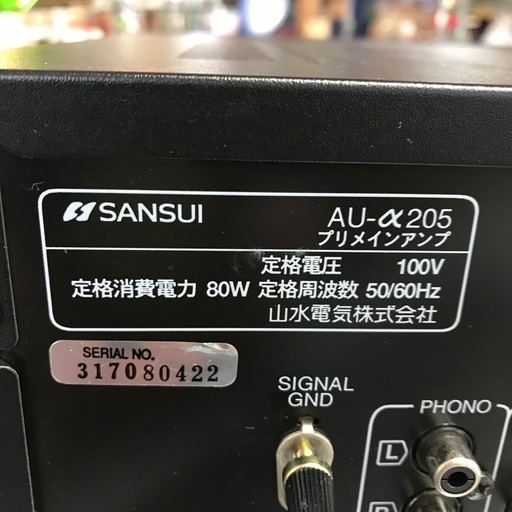 SANSUI AU-α205
プリメインアンプ
定格電圧 100V
定格消費電力 80W 定格周波数 50/60Hz
山水電気株式会社
SERIAL NO.
317080422
SIGNAL
GND
PHONO
L
R